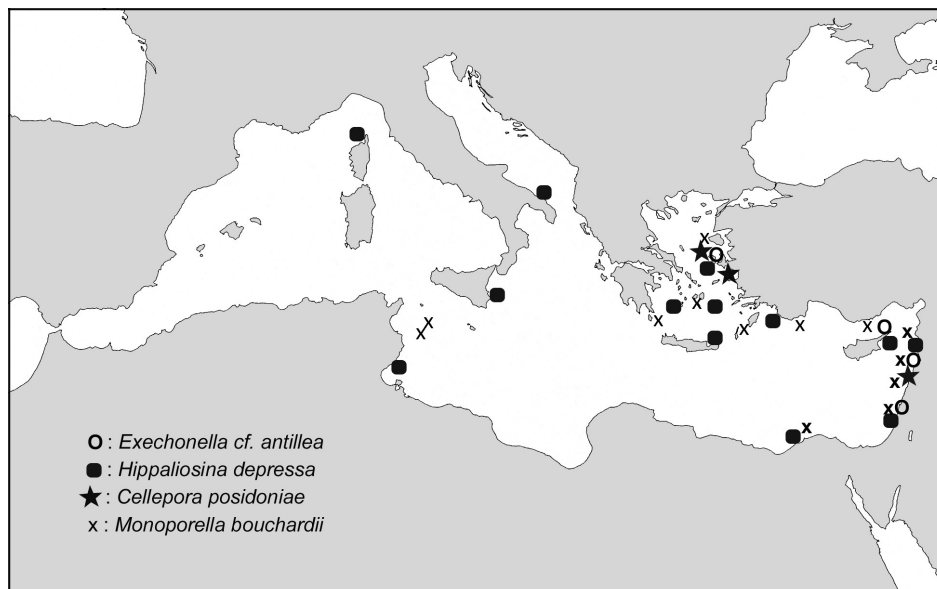 O : Exechonella cf. antillea
■ : Hippaliosina depressa
★ : Cellepora posidoniae
x : Monoporella bouchardii